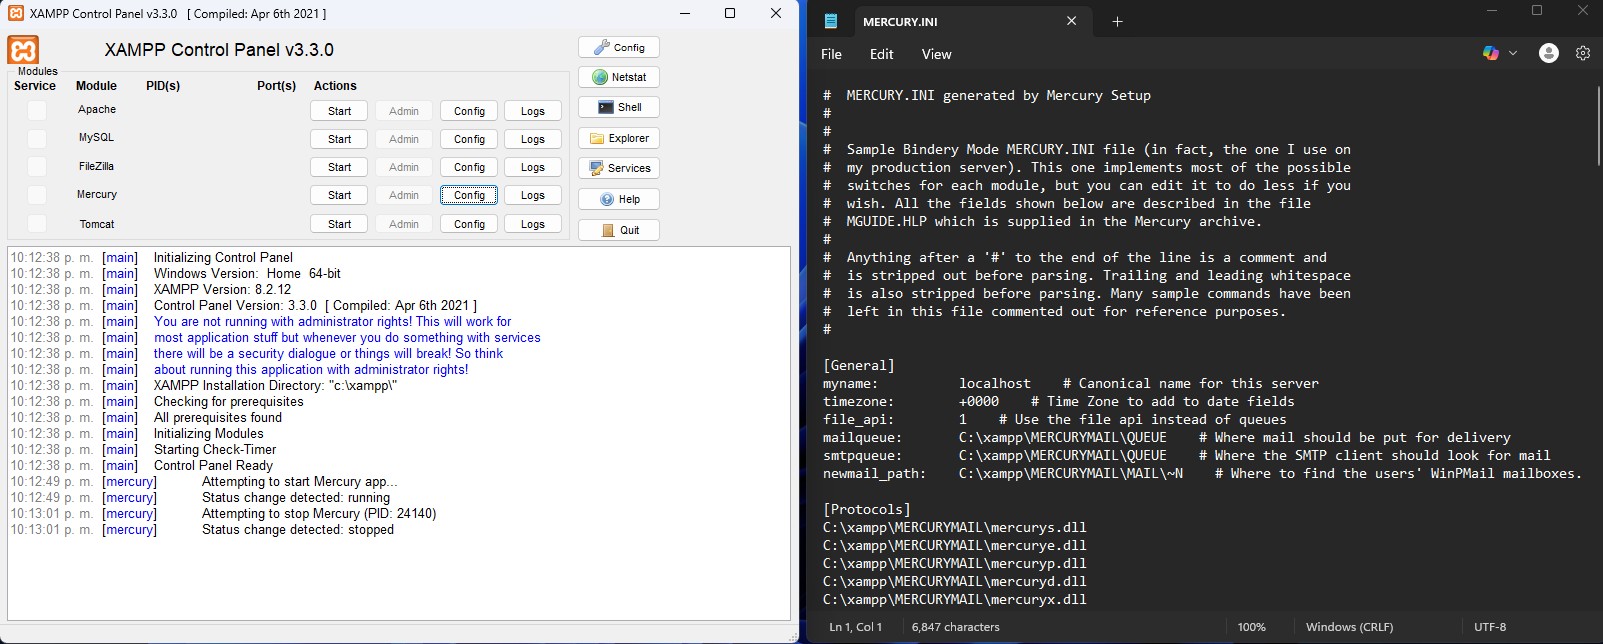 XAMPP Control Panel v3.3.0 [ Compiled: Apr 6th 2021 ]
XAMPP Control Panel v3.3.0
Modules
Service Module PID(s) Port(s) Actions
Apache Start Admin Config Logs
MySQL Start Admin Config Logs
FileZilla Start Admin Config Logs
Mercury Start Admin Config Logs
Tomcat Start Admin Config Logs
Config
Netstat
Shell
Explorer
Services
Help
Quit
10:12:38 p. m. [main] Initializing Control Panel
10:12:38 p. m. [main] Windows Version: Home 64-bit
10:12:38 p. m. [main] XAMPP Version: 8.2.12
10:12:38 p. m. [main] Control Panel Version: 3.3.0 [ Compiled: Apr 6th 2021 ]
10:12:38 p. m. [main] You are not running with administrator rights! This will work for
10:12:38 p. m. [main] most application stuff but whenever you do something with services
10:12:38 p. m. [main] there will be a security dialogue or things will break! So think
10:12:38 p. m. [main] about running this application with administrator rights!
10:12:38 p. m. [main] XAMPP Installation Directory: "c:\xampp\"
10:12:38 p. m. [main] Checking for prerequisites
10:12:38 p. m. [main] All prerequisites found
10:12:38 p. m. [main] Initializing Modules
10:12:38 p. m. [main] Starting Check-Timer
10:12:38 p. m. [main] Control Panel Ready
10:12:49 p. m. [mercury] Attempting to start Mercury app...
10:12:49 p. m. [mercury] Status change detected: running
10:13:01 p. m. [mercury] Attempting to stop Mercury (PID: 24140)
10:13:01 p. m. [mercury] Status change detected: stopped
MERCURY.INI
File Edit View
# MERCURY.INI generated by Mercury Setup
#
#
# Sample Bindery Mode MERCURY.INI file (in fact, the one I use on
# my production server). This one implements most of the possible
# switches for each module, but you can edit it to do less if you
# wish. All the fields shown below are described in the file
# MGUIDE.HLP which is supplied in the Mercury archive.
#
# Anything after a '#' to the end of the line is a comment and
# is stripped out before parsing. Trailing and leading whitespace
# is also stripped before parsing. Many sample commands have been
# left in this file commented out for reference purposes.
#
[General]
myname: localhost # Canonical name for this server
timezone: +0000 # Time Zone to add to date fields
file_api: 1 # Use the file api instead of queues
mailqueue: C:\xampp\MERCURYMAIL\QUEUE # Where mail should be put for delivery
smtpqueue: C:\xampp\MERCURYMAIL\QUEUE # Where the SMTP client should look for mail
newmail_path: C:\xampp\MERCURYMAIL\MAIL\~N # Where to find the users' WinPMail mailboxes.
[Protocols]
C:\xampp\MERCURYMAIL\mercurys.dll
C:\xampp\MERCURYMAIL\mercurye.dll
C:\xampp\MERCURYMAIL\mercuryp.dll
C:\xampp\MERCURYMAIL\mercuryd.dll
C:\xampp\MERCURYMAIL\mercuryx.dll
Ln 1, Col 1 6,847 characters 100% Windows (CRLF) UTF-8